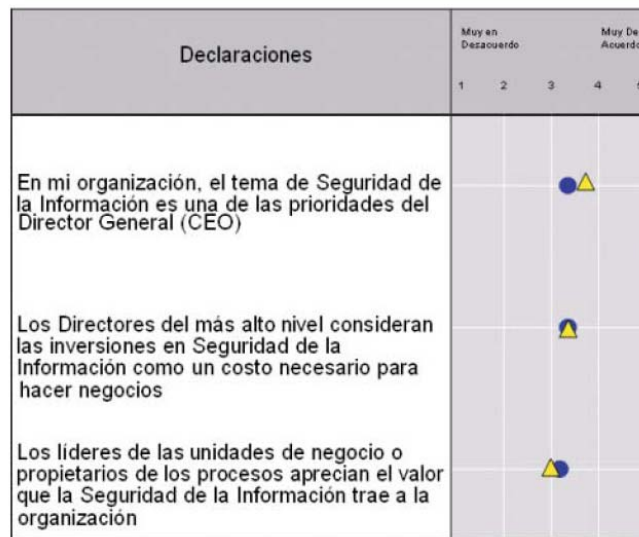 Declaraciones
Muy en
Desacuerdo
Muy De
Acuerdo
1 2 3 4
En mi organización, el tema de Seguridad de
la Información es una de las prioridades del
Director General (CEO)
Los Directores del más alto nivel consideran
las inversiones en Seguridad de la
Información como un costo necesario para
hacer negocios
Los líderes de las unidades de negocio o
propietarios de los procesos aprecian el valor
que la Seguridad de la Información trae a la
organización